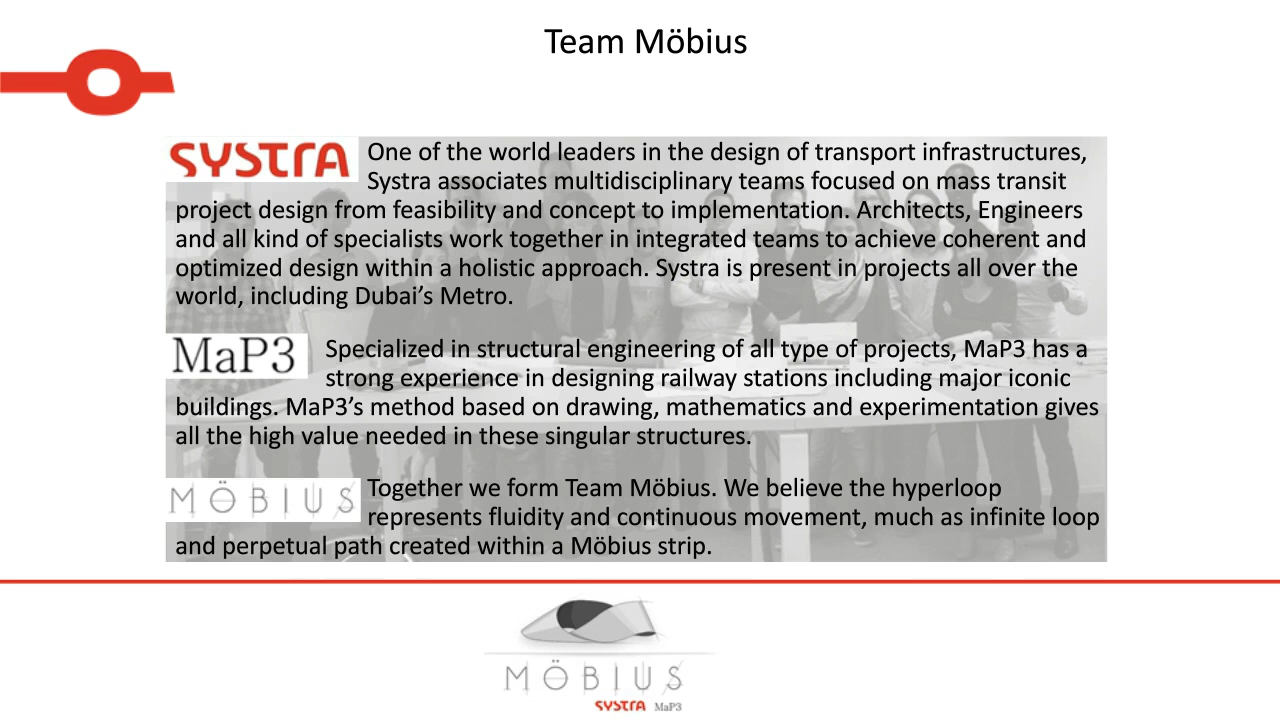 Team Möbius
SYSTRA
One of the world leaders in the design of transport infrastructures,
Systra associates multidisciplinary teams focused on mass transit
project design from feasibility and concept to implementation. Architects, Engineers
and all kind of specialists work together in integrated teams to achieve coherent and
optimized design within a holistic approach. Systra is present in projects all over the
world, including Dubai’s Metro.
MaP3
Specialized in structural engineering of all type of projects, MaP3 has a
strong experience in designing railway stations including major iconic
buildings. MaP3’s method based on drawing, mathematics and experimentation gives
all the high value needed in these singular structures.
MÖBIUS
Together we form Team Möbius. We believe the hyperloop
represents fluidity and continuous movement, much as infinite loop
and perpetual path created within a Möbius strip.
MÖBIUS
SYSTRA MaP3